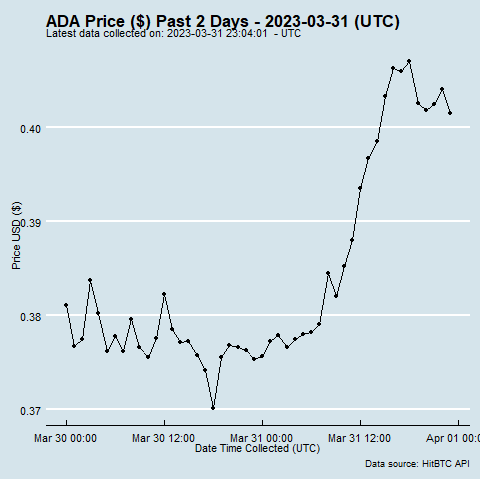 ADA Price ($) Past 2 Days - 2023-03-31 (UTC)
Latest data collected on: 2023-03-31 23:04:01 - UTC
Price USD ($)
0.40
0.39
0.38
0.37
Mar 30 00:00 Mar 30 12:00 Mar 31 00:00 Mar 31 12:00 Apr 01 00:00
Date Time Collected (UTC)
Data source: HitBTC API